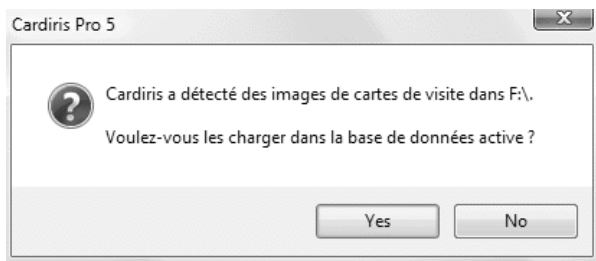 Cardiris Pro 5
Cardiris a détecté des images de cartes de visite dans F:\.
Voulez-vous les charger dans la base de données active ?
Yes
No